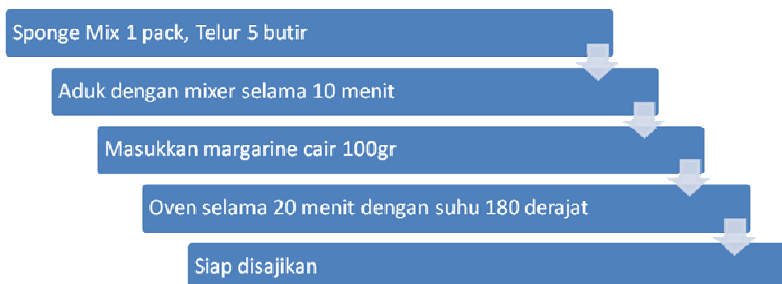 Sponge Mix 1 pack, Telur 5 butir
Aduk dengan mixer selama 10 menit
Masukkan margarine cair 100gr
Oven selama 20 menit dengan suhu 180 derajat
Siap disajikan